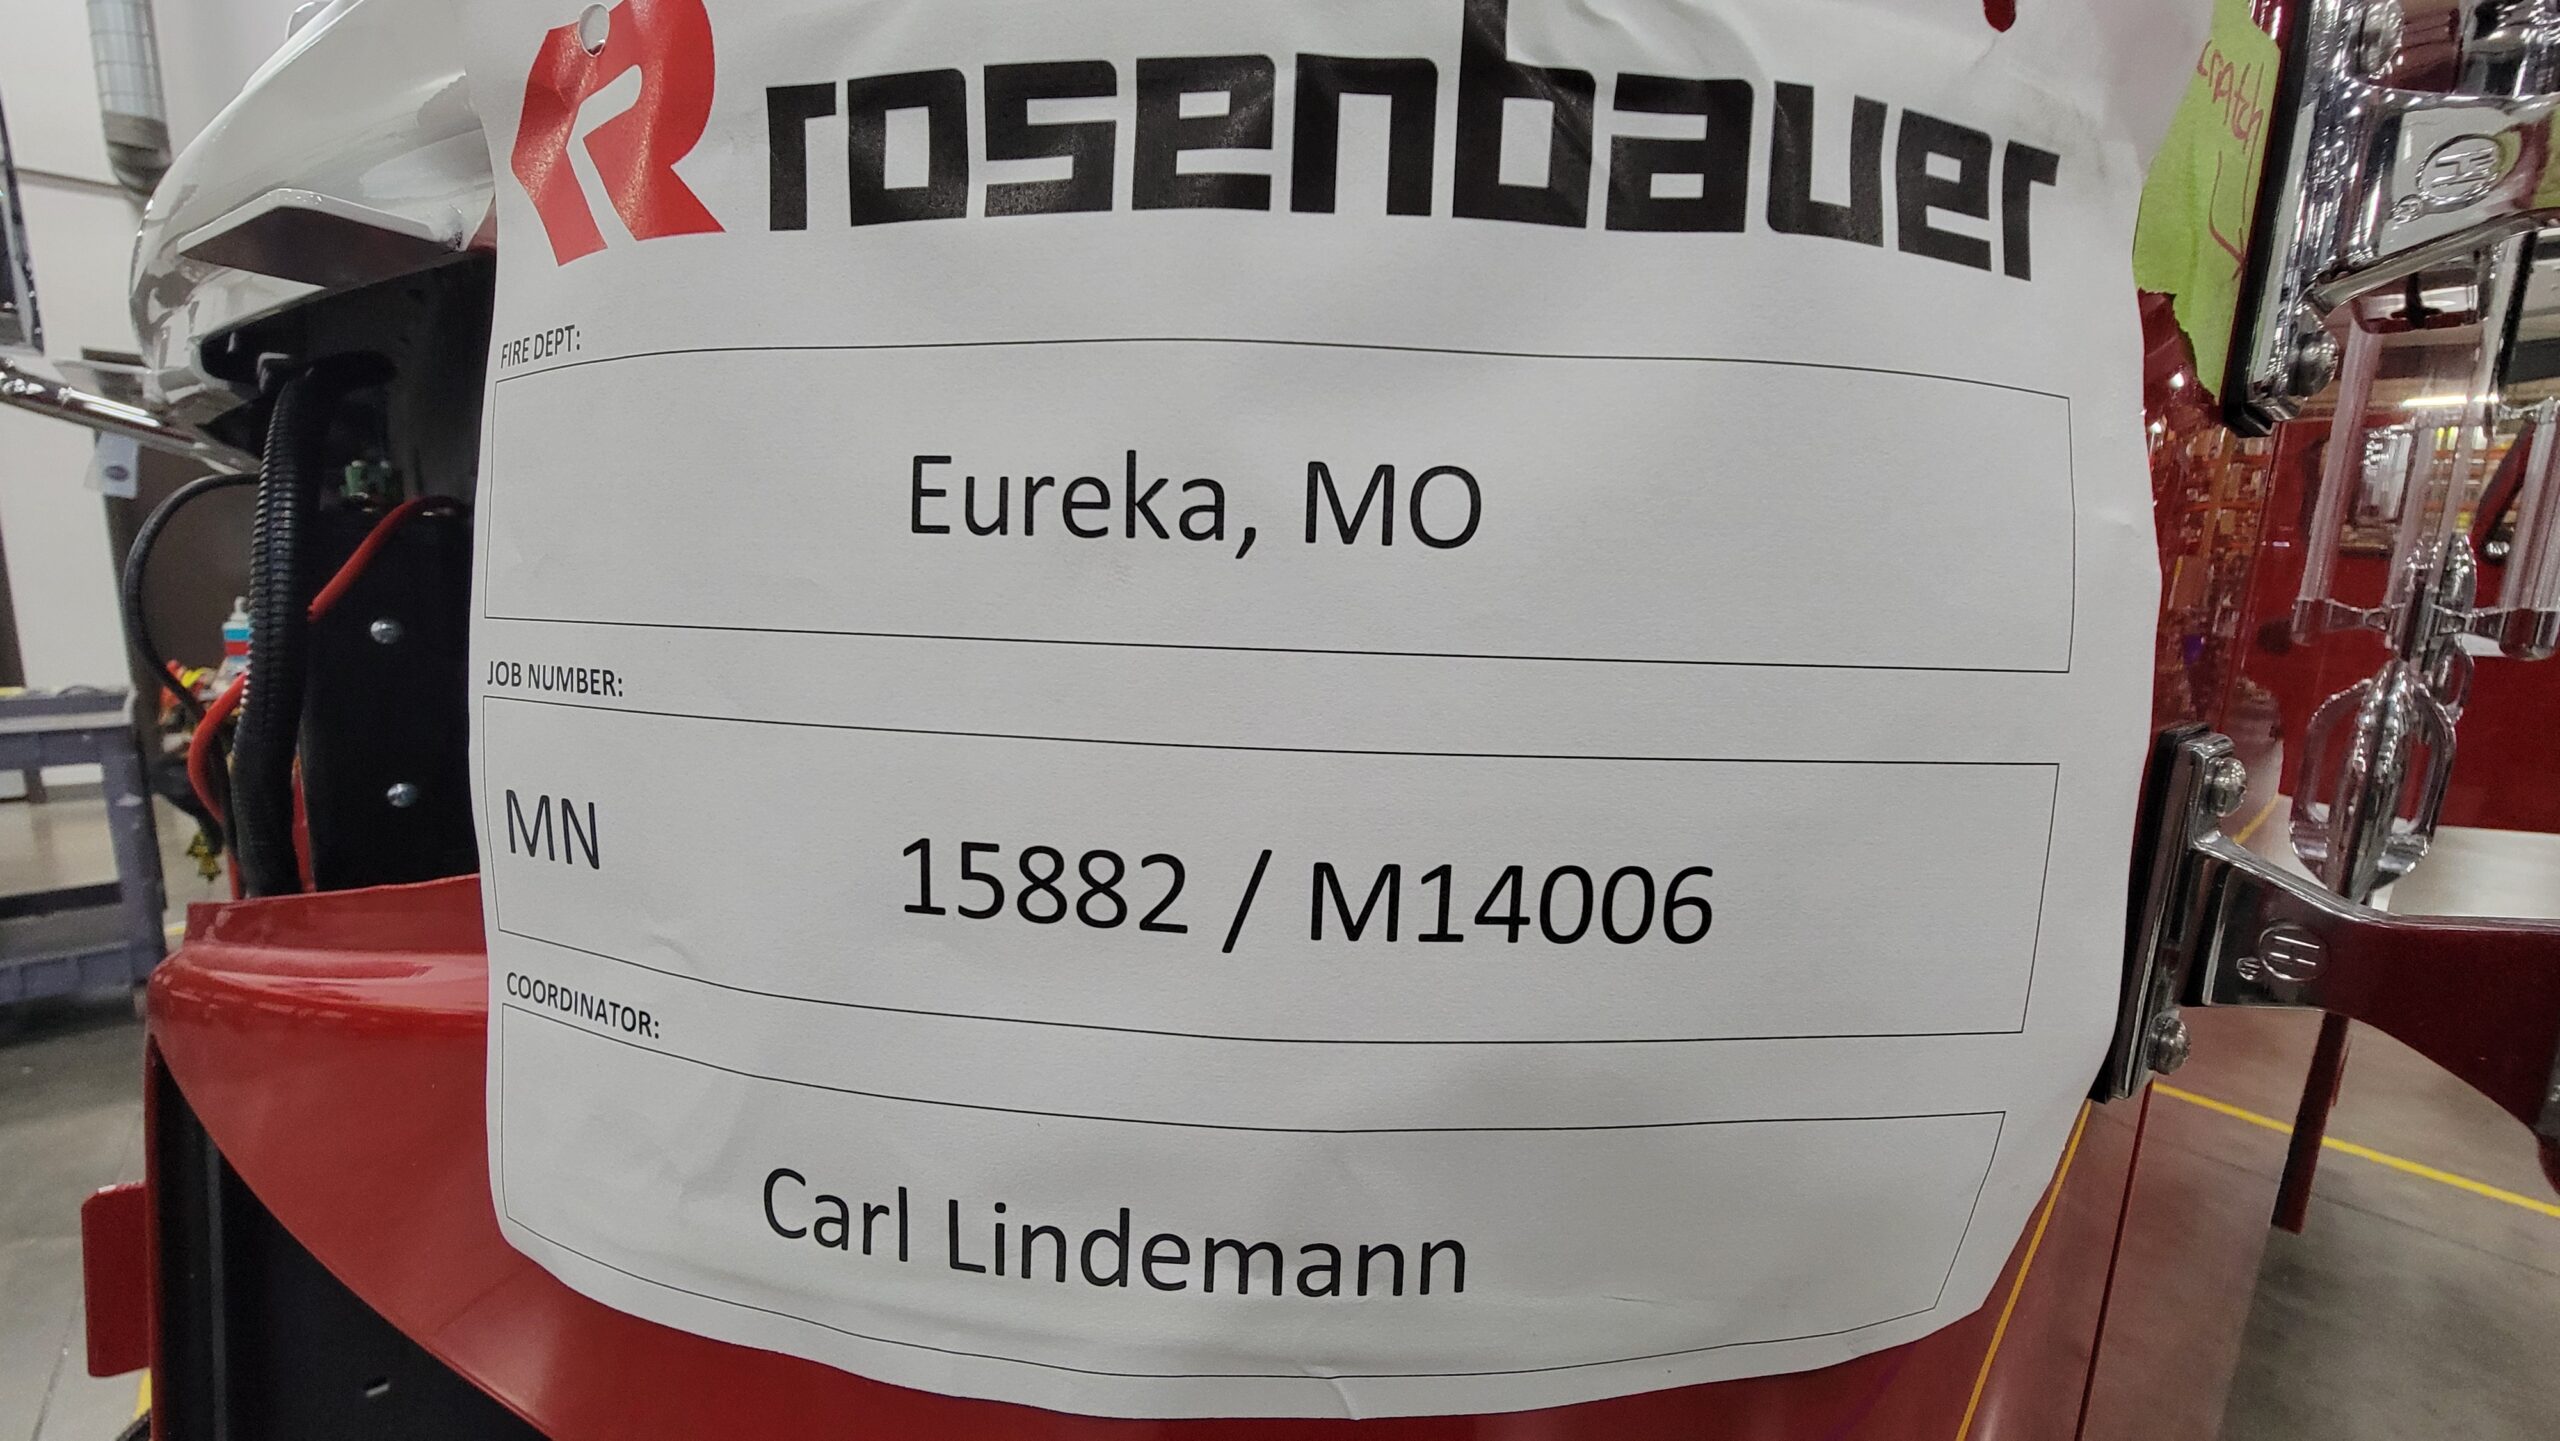 rosenbauer
FIRE DEPT:
Eureka, MO
JOB NUMBER:
MN 15882 / M14006
COORDINATOR:
Carl Lindemann